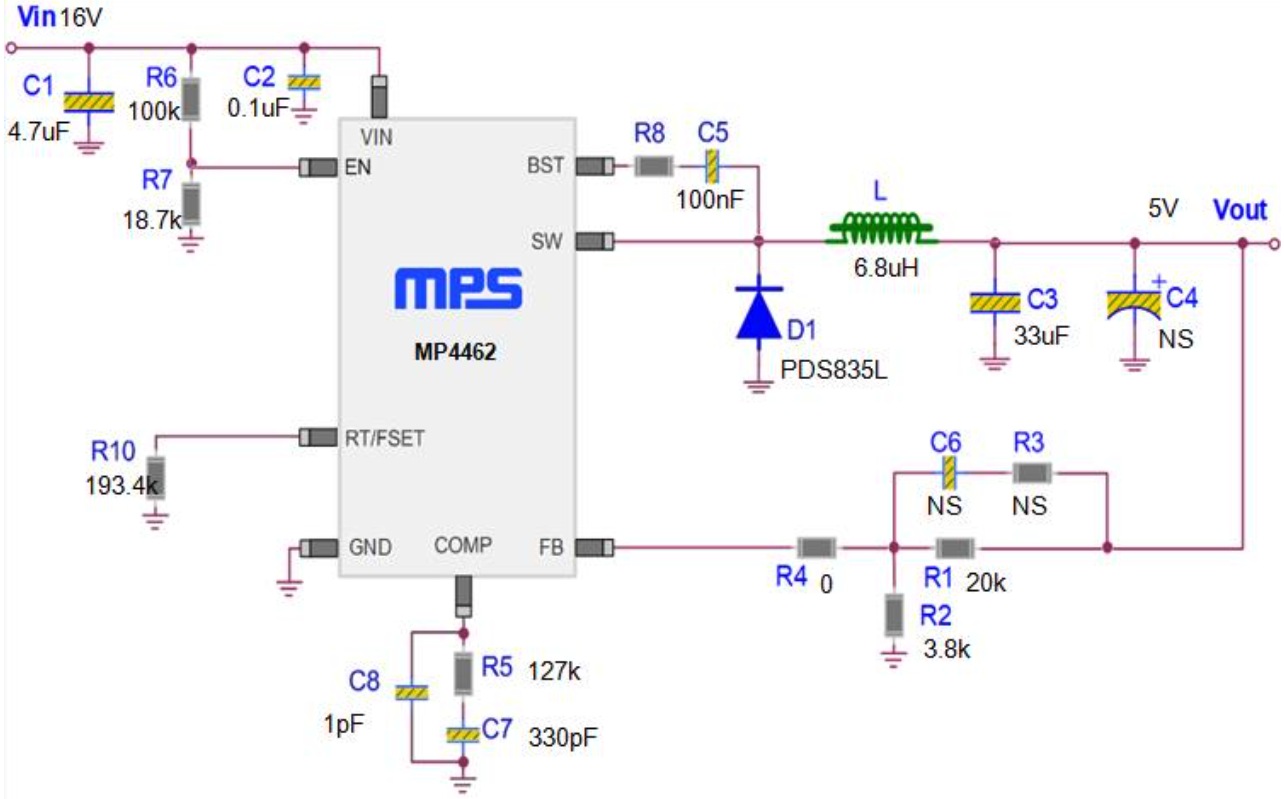 Vin 16V
C1
4.7uF
R6
100k
C2
0.1uF
R7
18.7k
VIN
EN
BST
SW
RT/FSET
GND
COMP
FB
mps
MP4462
R8
C5
100nF
L
6.8uH
5V
Vout
D1
PDS835L
C3
33uF
+
C4
NS
R10
193.4k
C6
NS
R3
NS
R4
0
R1
20k
R2
3.8k
C8
1pF
R5
127k
C7
330pF